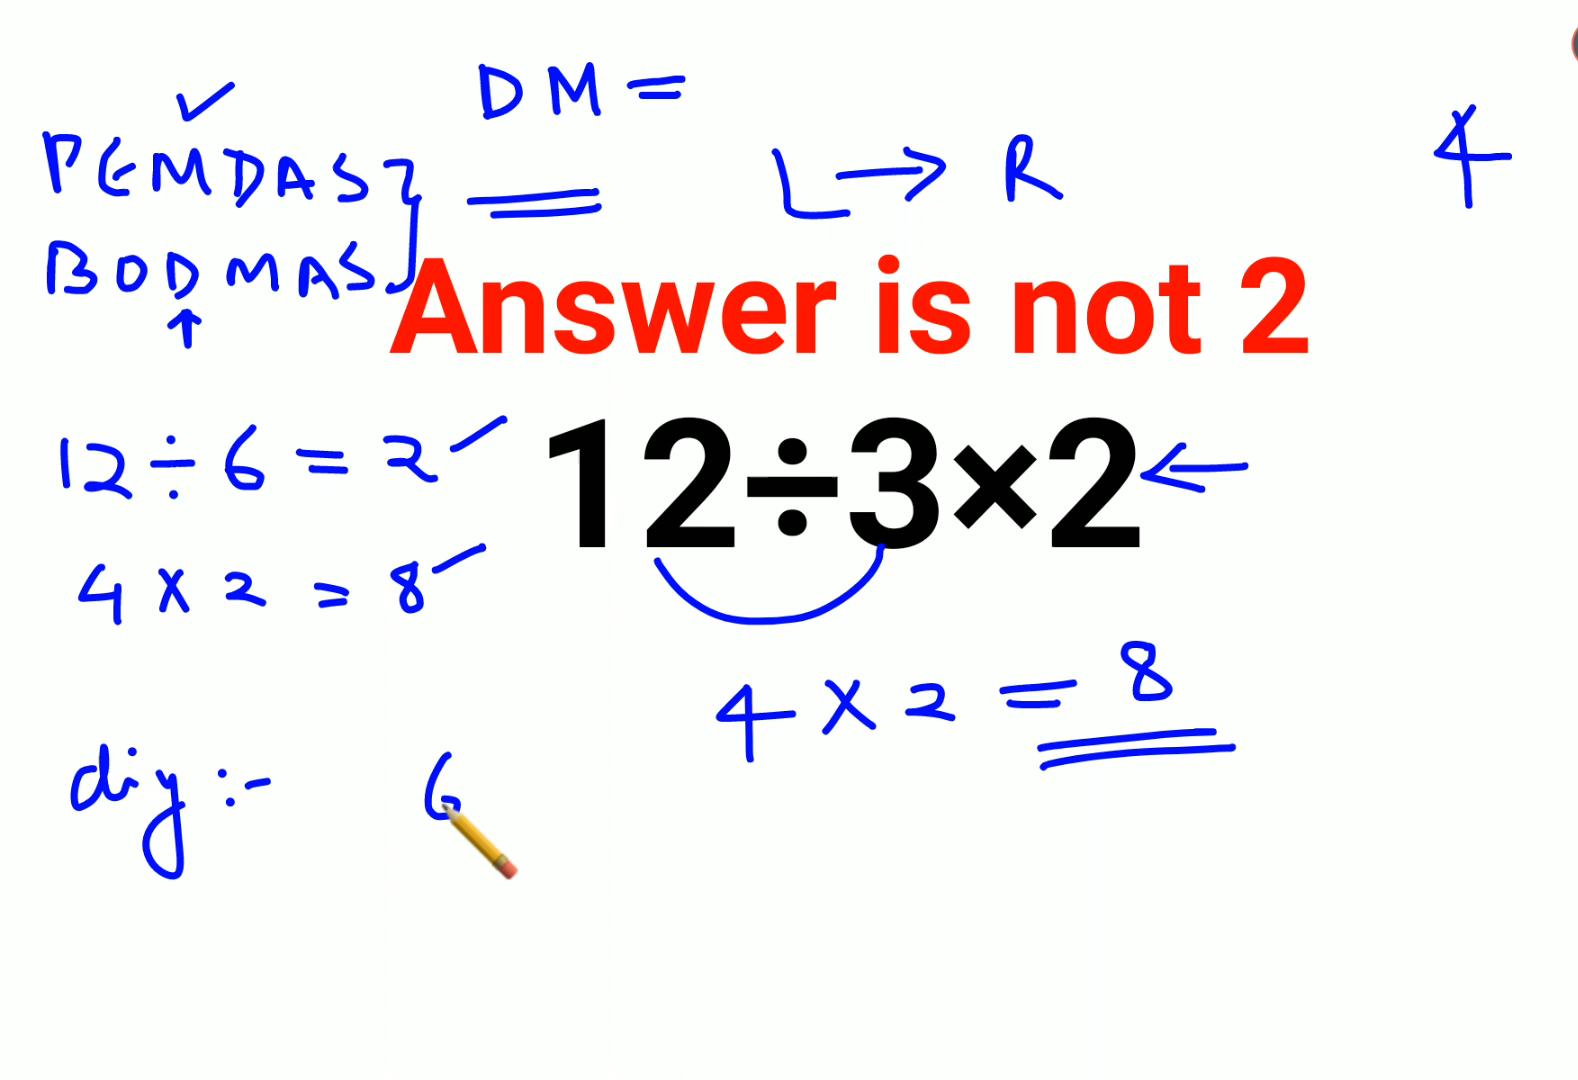 DM =
PEMDAS
L → R
4
BODMAS
Answer is not 2
12 ÷ 6 = 2
12÷3×2
4 × 2 = 8
4 × 2 = 8
diy :- 6